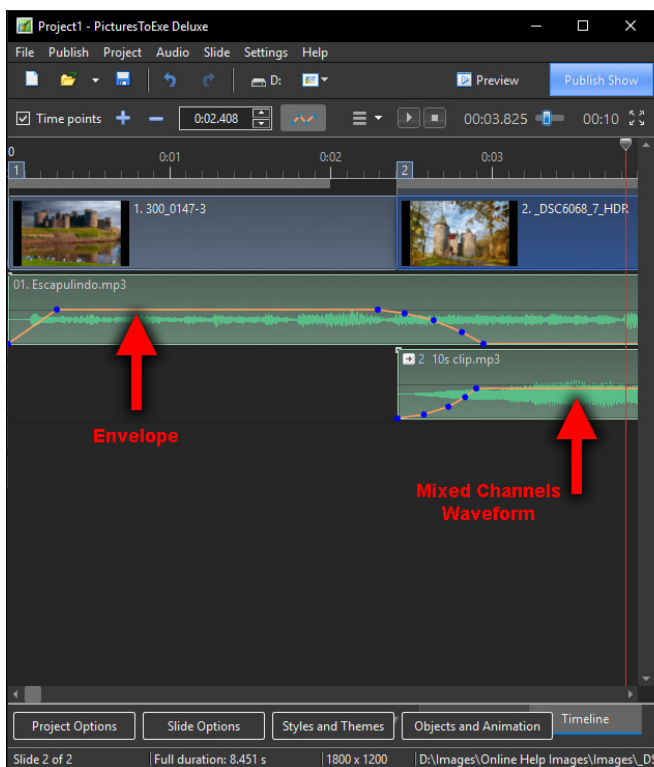 Project1 - PicturesToExe Deluxe
File Publish Project Audio Slide Settings Help
D: Preview Publish Show
Time points 0:02.408 00:03.825 00:10
0 0:01 0:02 0:03
1 2
1. 300_0147-3 2. _DSC6068_7_HDR
01. Escapulindo.mp3
2 10s clip.mp3
Envelope
Mixed Channels
Waveform
Project Options Slide Options Styles and Themes Objects and Animation Timeline
Slide 2 of 2 Full duration: 8.451 s 1800 x 1200 D:\Images\Online Help Images\Images\_DS